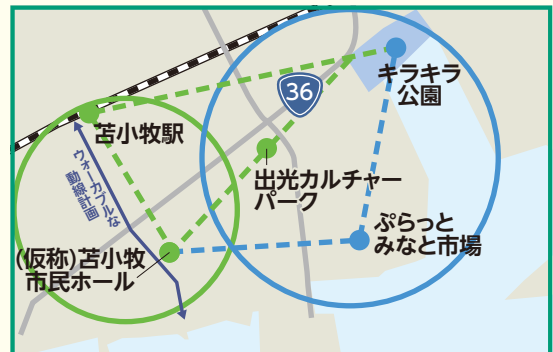 36
キラキラ
公園
苫小牧駅
ウォーカブルな
動線計画
出光カルチャー
パーク
ぷらっと
みなと市場
(仮称)苫小牧
市民ホール